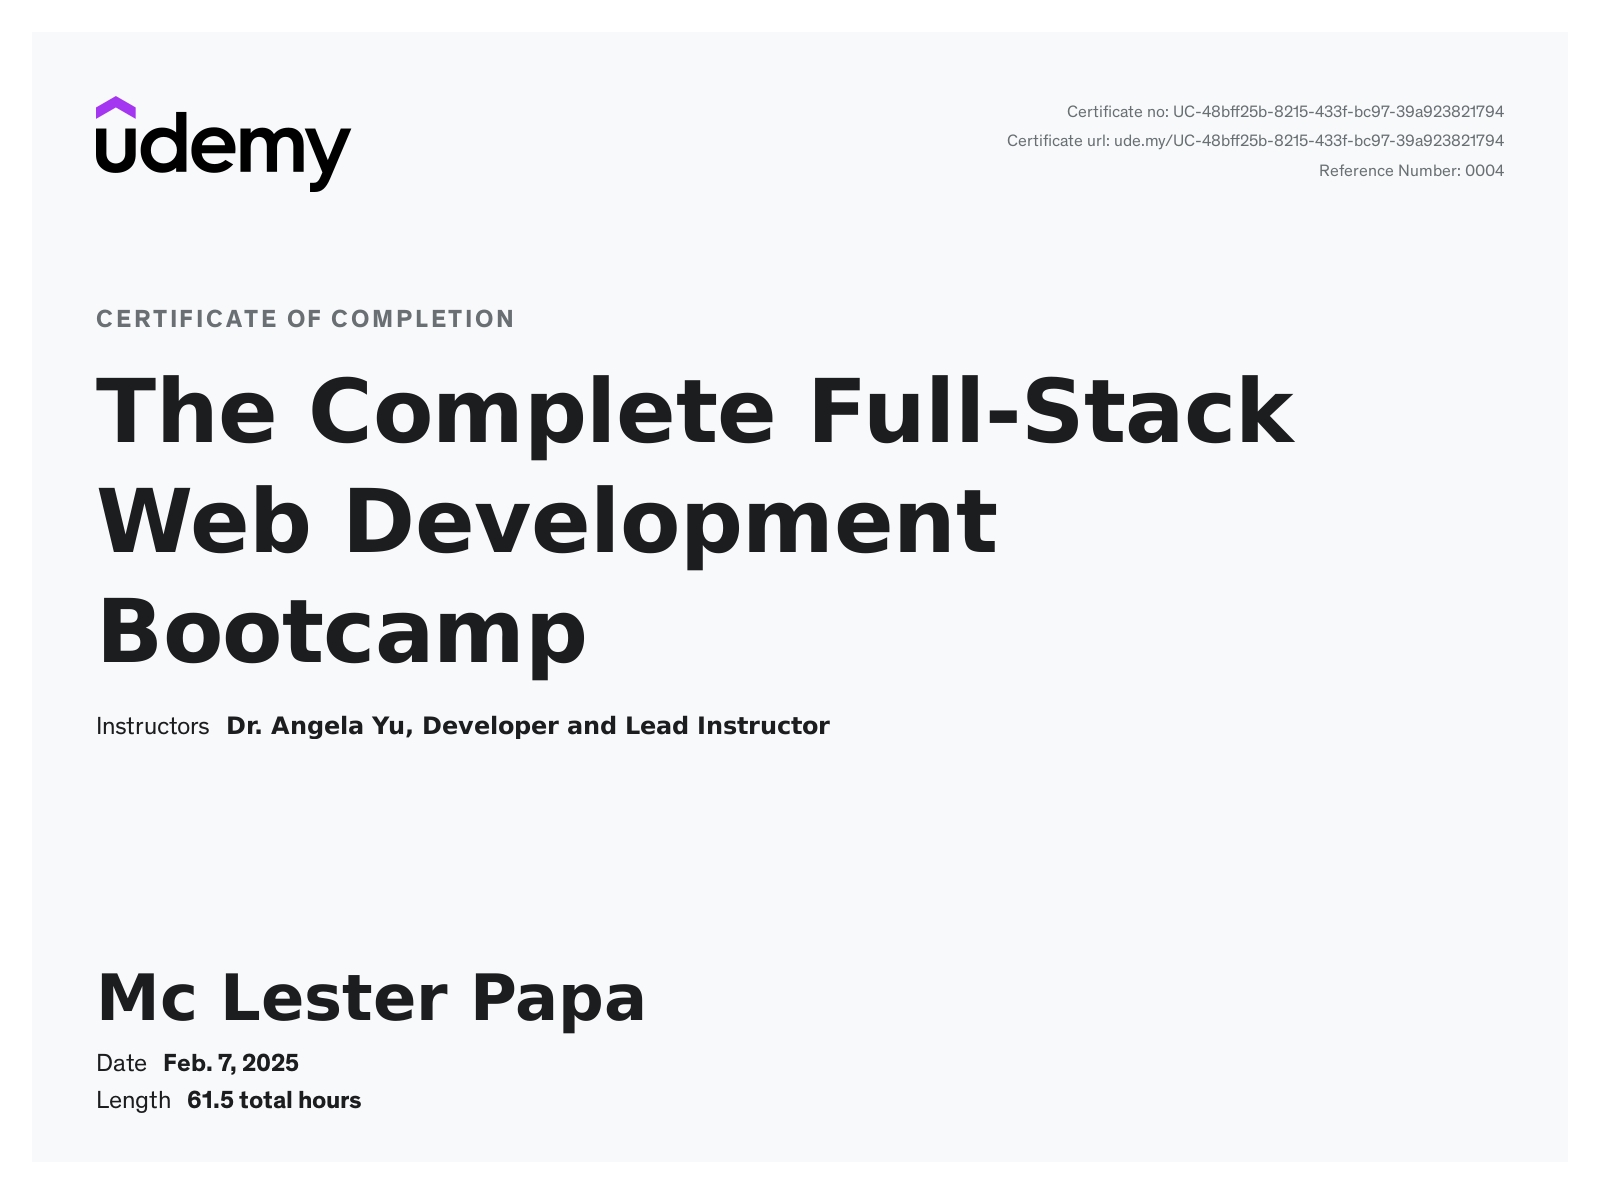 udemy
Certificate no: UC-48bff25b-8215-433f-bc97-39a923821794
Certificate url: ude.my/UC-48bff25b-8215-433f-bc97-39a923821794
Reference Number: 0004
CERTIFICATE OF COMPLETION
The Complete Full-Stack
Web Development
Bootcamp
Instructors Dr. Angela Yu, Developer and Lead Instructor
Mc Lester Papa
Date Feb. 7, 2025
Length 61.5 total hours